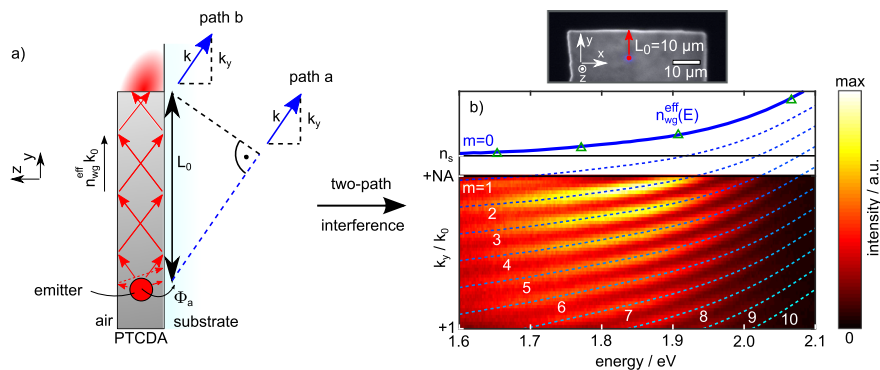 a)
path b
k
k_y
path a
k
k_y
z
y
n_wg^eff k_0
L_0
two-path
interference
emitter
Φ_a
air
substrate
PTCDA
y
x
z
L_0=10 µm
10 µm
b)
n_wg^eff(E)
m=0
n_s
+NA
m=1
2
3
4
5
6
7
8
9
10
+1
k_y / k_0
1.6
1.7
1.8
1.9
2.0
2.1
energy / eV
max
0
intensity / a.u.